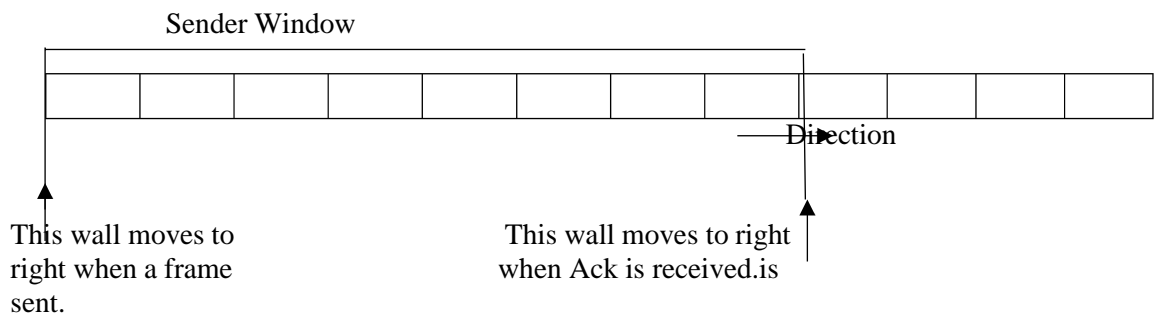 Sender Window
Direction
This wall moves to
right when a frame
sent.
This wall moves to right
when Ack is received.is